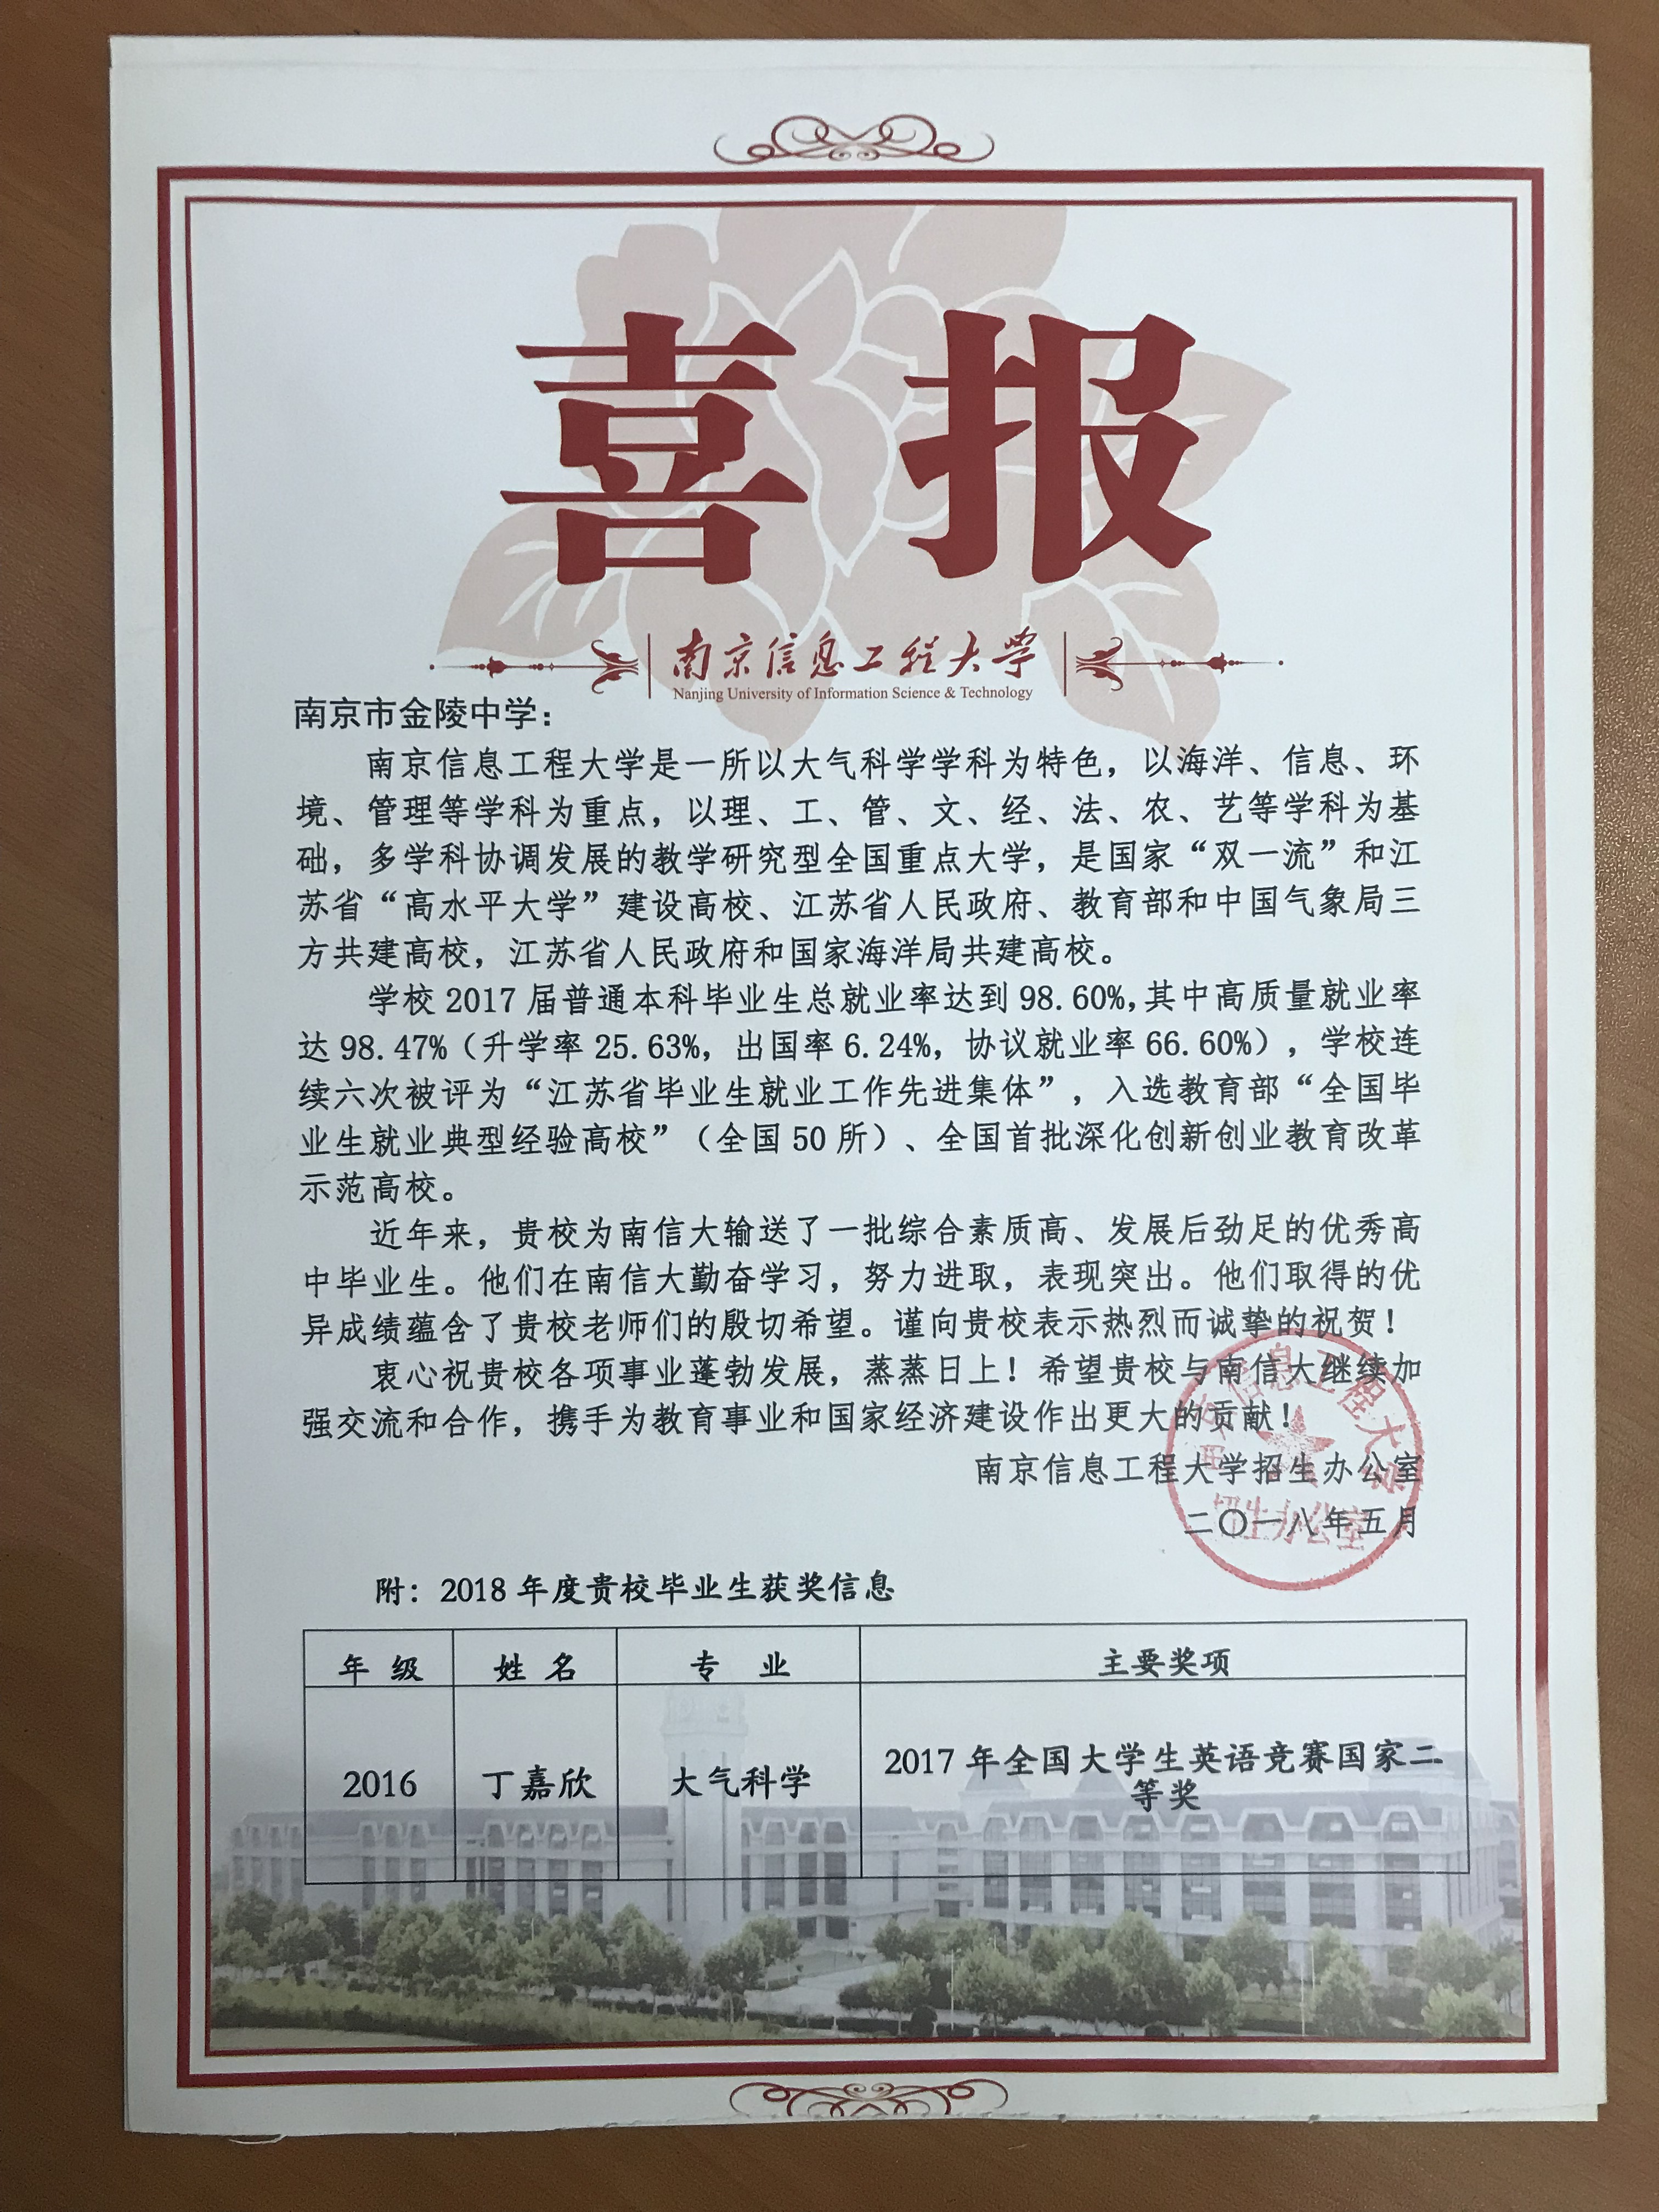 喜报
南京信息工程大学
Nanjing University of Information Science & Technology
南京市金陵中学：
南京信息工程大学是一所以大气科学学科为特色，以海洋、信息、环
境、管理等学科为重点，以理、工、管、文、经、法、农、艺等学科为基
础，多学科协调发展的教学研究型全国重点大学，是国家“双一流”和江
苏省“高水平大学”建设高校、江苏省人民政府、教育部和中国气象局三
方共建高校，江苏省人民政府和国家海洋局共建高校。
学校 2017 届普通本科毕业生总就业率达到 98.60%，其中高质量就业率
达 98.47%（升学率 25.63%，出国率 6.24%，协议就业率 66.60%），学校连
续六次被评为“江苏省毕业生就业工作先进集体”，入选教育部“全国毕
业生就业典型经验高校”（全国 50 所）、全国首批深化创新创业教育改革
示范高校。
近年来，贵校为南信大输送了一批综合素质高、发展后劲足的优秀高
中毕业生。他们在南信大勤奋学习，努力进取，表现突出。他们取得的优
异成绩蕴含了贵校老师们的殷切希望。谨向贵校表示热烈而诚挚的祝贺！
衷心祝贵校各项事业蓬勃发展，蒸蒸日上！希望贵校与南信大继续加
强交流和合作，携手为教育事业和国家经济建设作出更大的贡献！
南京信息工程大学招生办公室
二〇一八年五月
南京信息工程大学
招生办公室
附：2018 年度贵校毕业生获奖信息
年 级 姓 名 专 业 主要奖项
2016 丁嘉欣 大气科学 2017 年全国大学生英语竞赛国家二
等奖